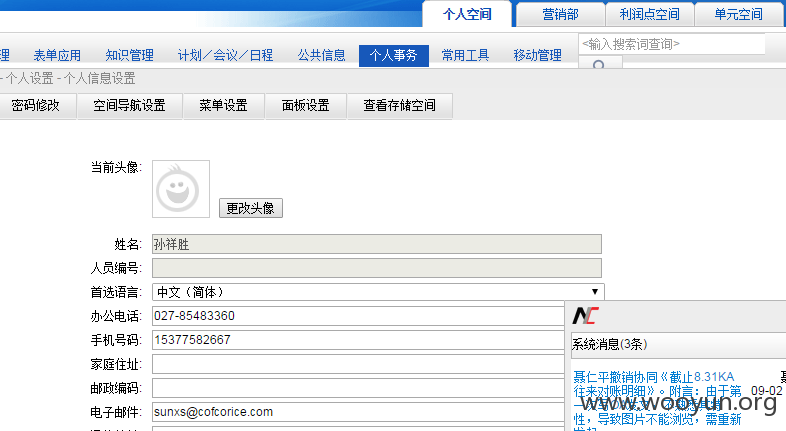 个人空间 营销部 利润点空间 单元空间
理 表单应用 知识管理 计划／会议／日程 公共信息 个人事务 常用工具 移动管理 <输入搜索词查询>
- 个人设置 - 个人信息设置
密码修改 空间导航设置 菜单设置 面板设置 查看存储空间
当前头像:
更改头像
姓名: 孙祥胜
人员编号:
首选语言: 中文（简体）
办公电话: 027-85483360
手机号码: 15377582667
家庭住址:
邮政编码:
电子邮件: sunxs@cofcorice.com
NC
系统消息(3条)
聂仁平撤销协同《截止8.31KA
往来对账明细》。附言：由于第 09-02
性，导致图片不能浏览，需重新
www.wooyun.org